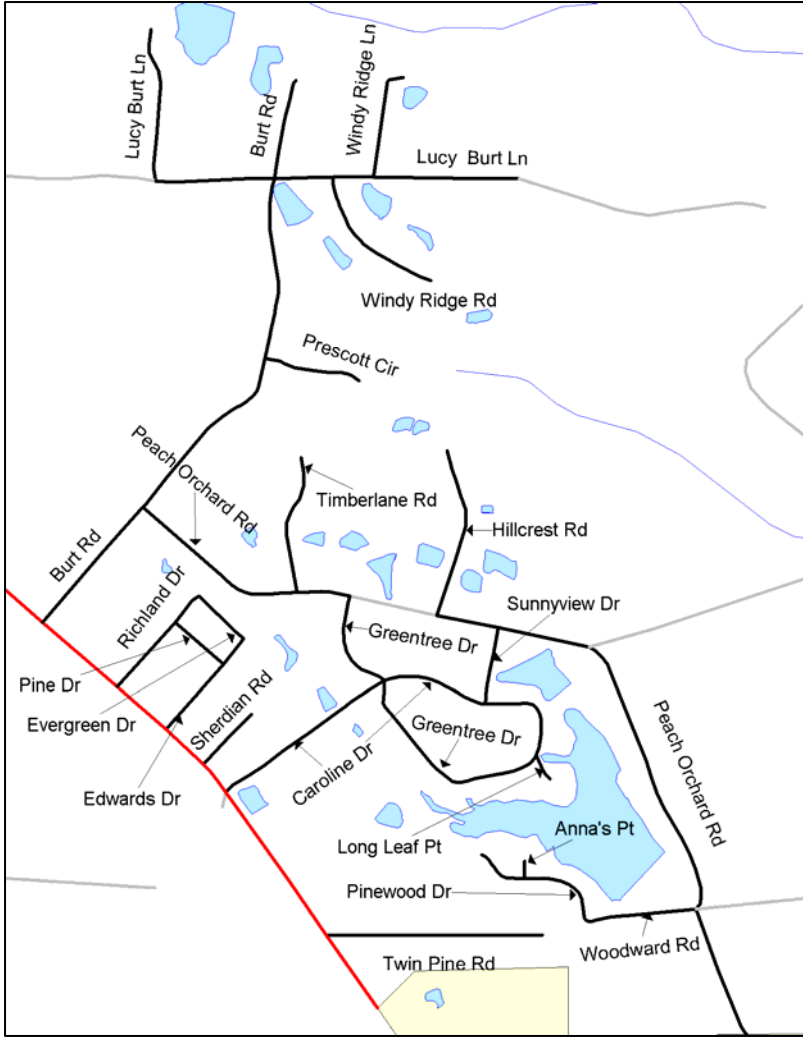 Lucy Burt Ln
Burt Rd
Windy Ridge Ln
Lucy Burt Ln
Windy Ridge Rd
Prescott Cir
Peach Orchard Rd
Timberlane Rd
Hillcrest Rd
Burt Rd
Richland Dr
Sunnyview Dr
Greentree Dr
Pine Dr
Evergreen Dr
Sherdian Rd
Greentree Dr
Peach Orchard Rd
Caroline Dr
Edwards Dr
Long Leaf Pt
Anna's Pt
Pinewood Dr
Woodward Rd
Twin Pine Rd